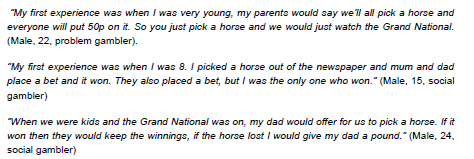 "My first experience was when I was very young, my parents would say we'll all pick a horse and
everyone will put 50p on it. So you just pick a horse and we would just watch the Grand National.
(Male, 22, problem gambler).
"My first experience was when I was 8. I picked a horse out of the newspaper and mum and dad
place a bet and it won. They also placed a bet, but I was the only one who won." (Male, 15, social
gambler)
"When we were kids and the Grand National was on, my dad would offer for us to pick a horse. If it
won then they would keep the winnings, if the horse lost I would give my dad a pound." (Male, 24,
social gambler)